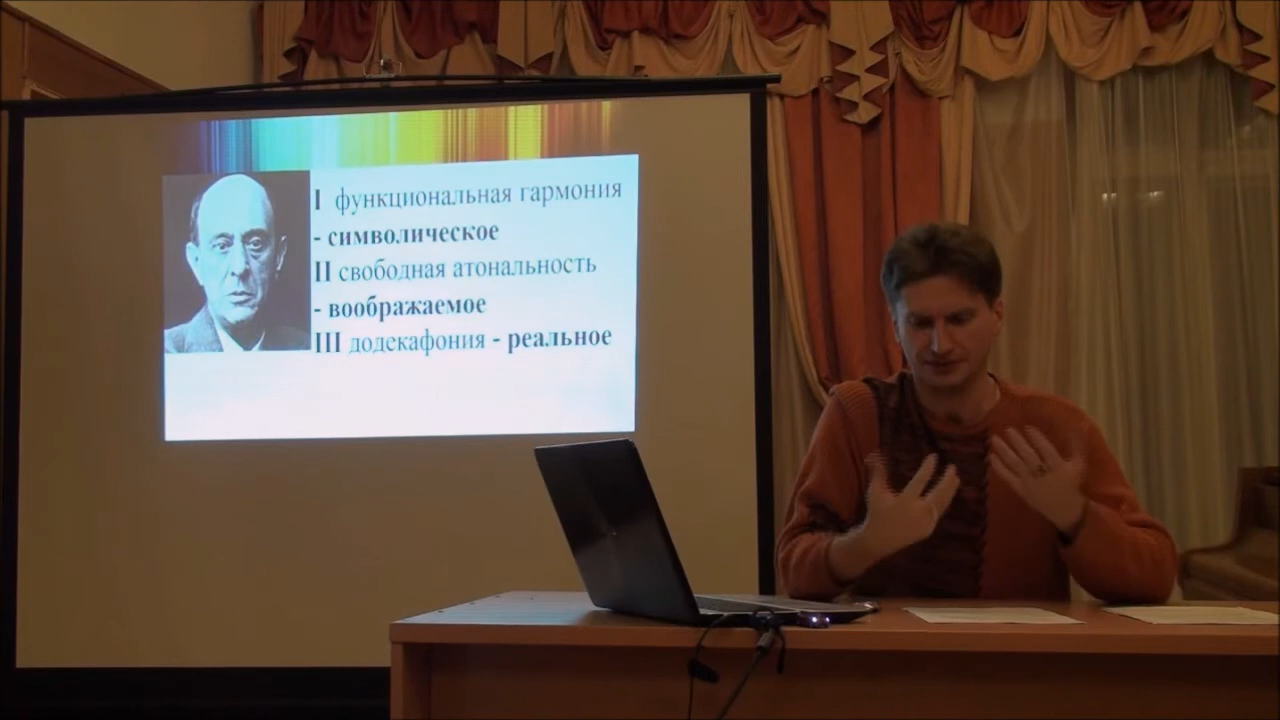 I функциональная гармония
- символическое
II свободная атональность
- воображаемое
III додекафония - реальное